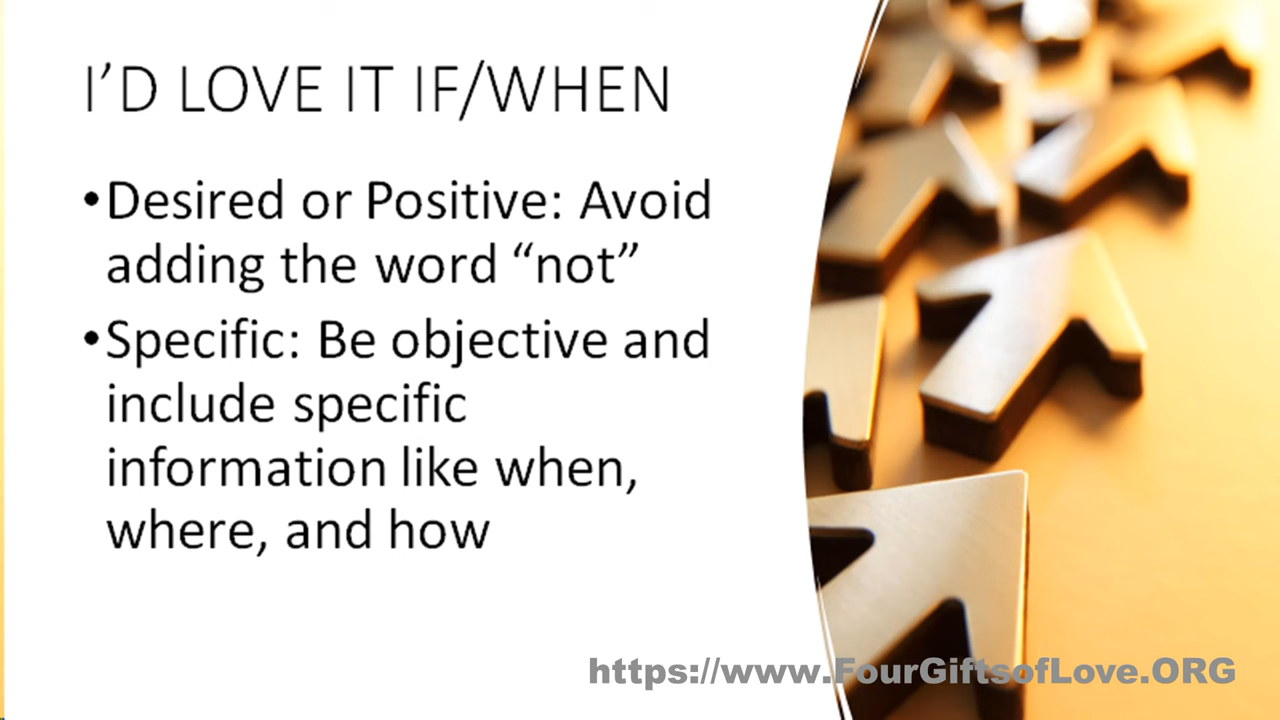 I’D LOVE IT IF/WHEN
•Desired or Positive: Avoid
adding the word “not”
•Specific: Be objective and
include specific
information like when,
where, and how
https://www.FourGiftsofLove.ORG